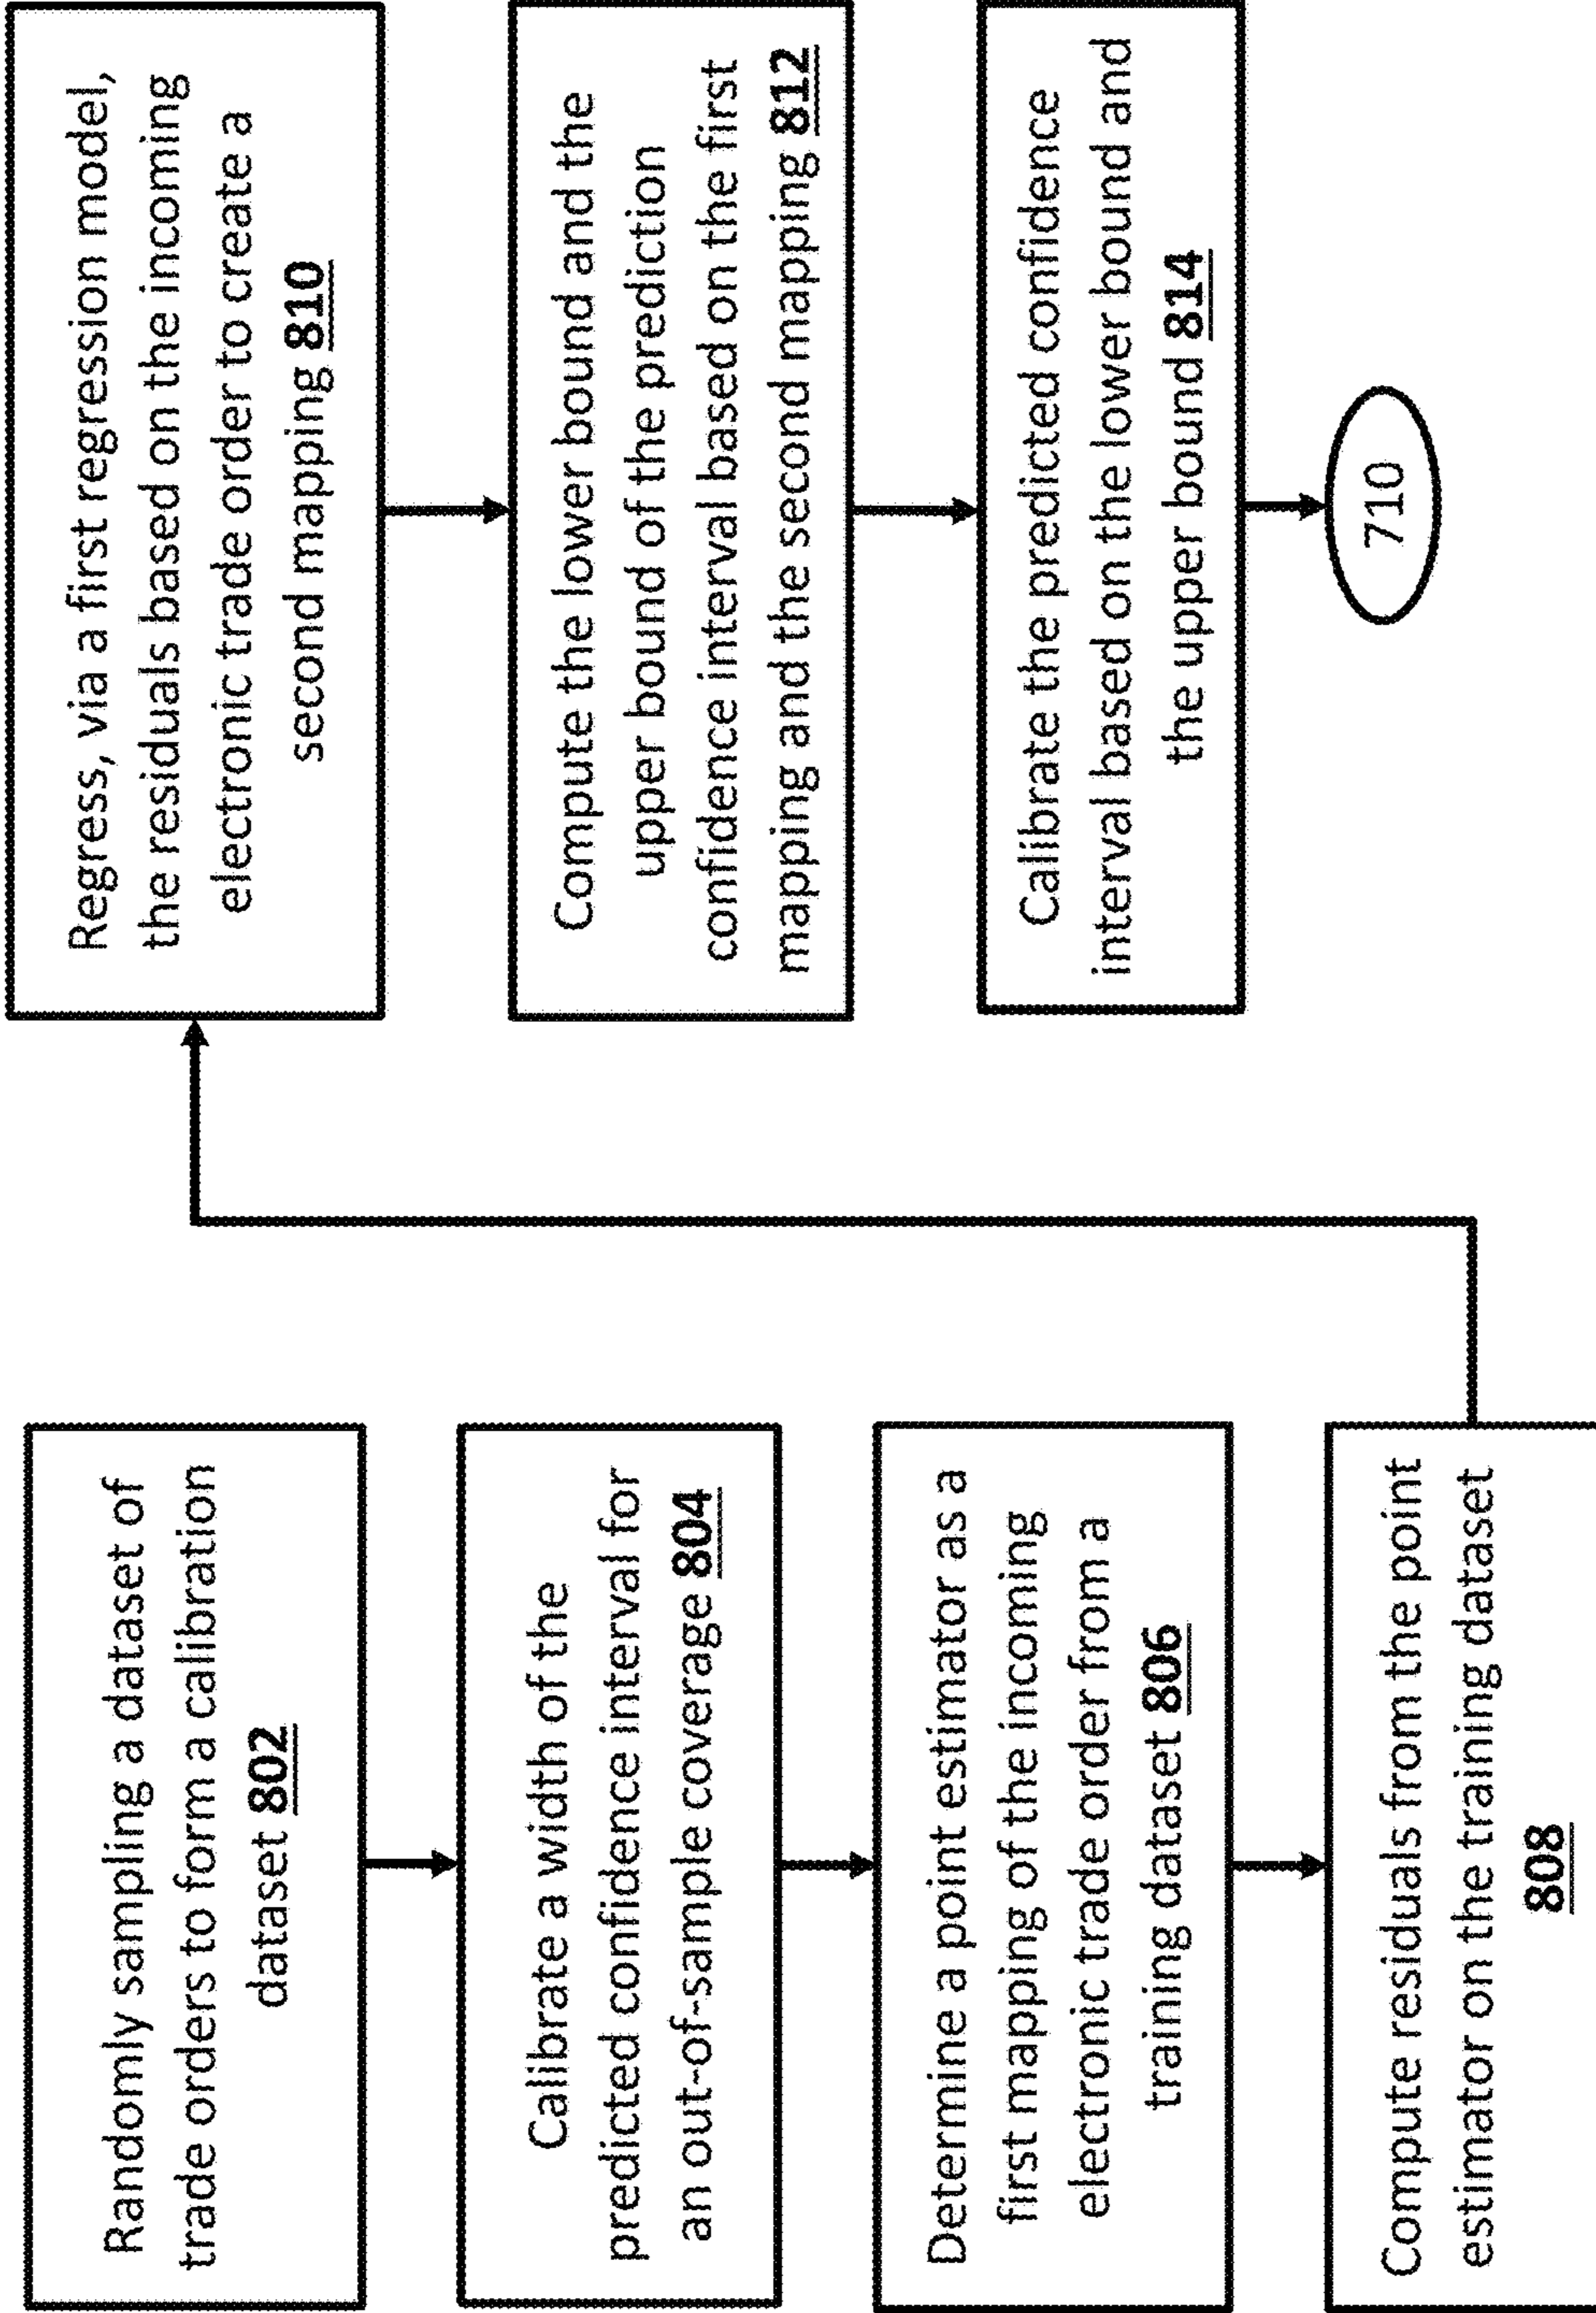 Randomly sampling a dataset of
trade orders to form a calibration
dataset 802
Calibrate a width of the
predicted confidence interval for
an out-of-sample coverage 804
Determine a point estimator as a
first mapping of the incoming
electronic trade order from a
training dataset 806
Compute residuals from the point
estimator on the training dataset
808
Regress, via a first regression model,
the residuals based on the incoming
electronic trade order to create a
second mapping 810
Compute the lower bound and the
upper bound of the prediction
confidence interval based on the first
mapping and the second mapping 812
Calibrate the predicted confidence
interval based on the lower bound and
the upper bound 814
710